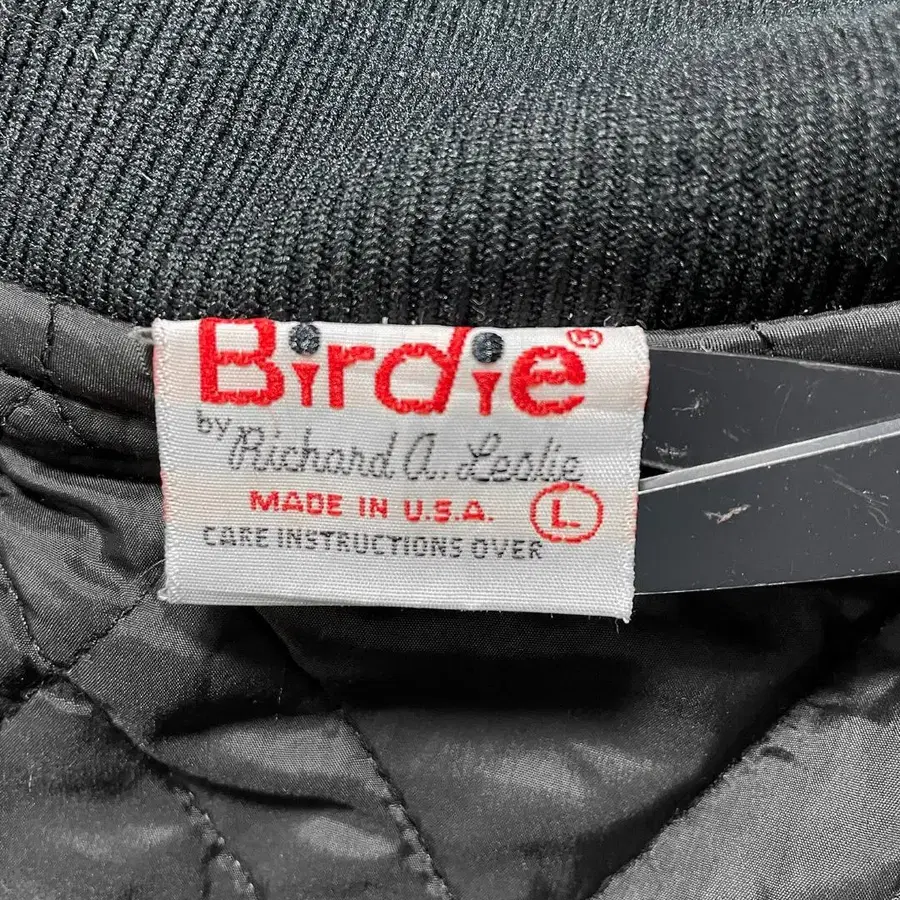 Birdie®
by Richard A. Leslie
MADE IN U.S.A. L
CARE INSTRUCTIONS OVER